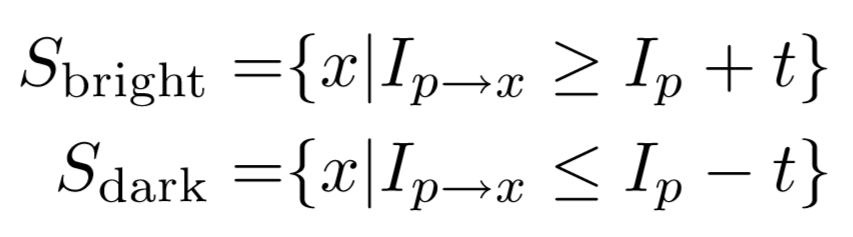 S_bright = {x|I_{p→x} ≥ I_p + t}
S_dark = {x|I_{p→x} ≤ I_p − t}